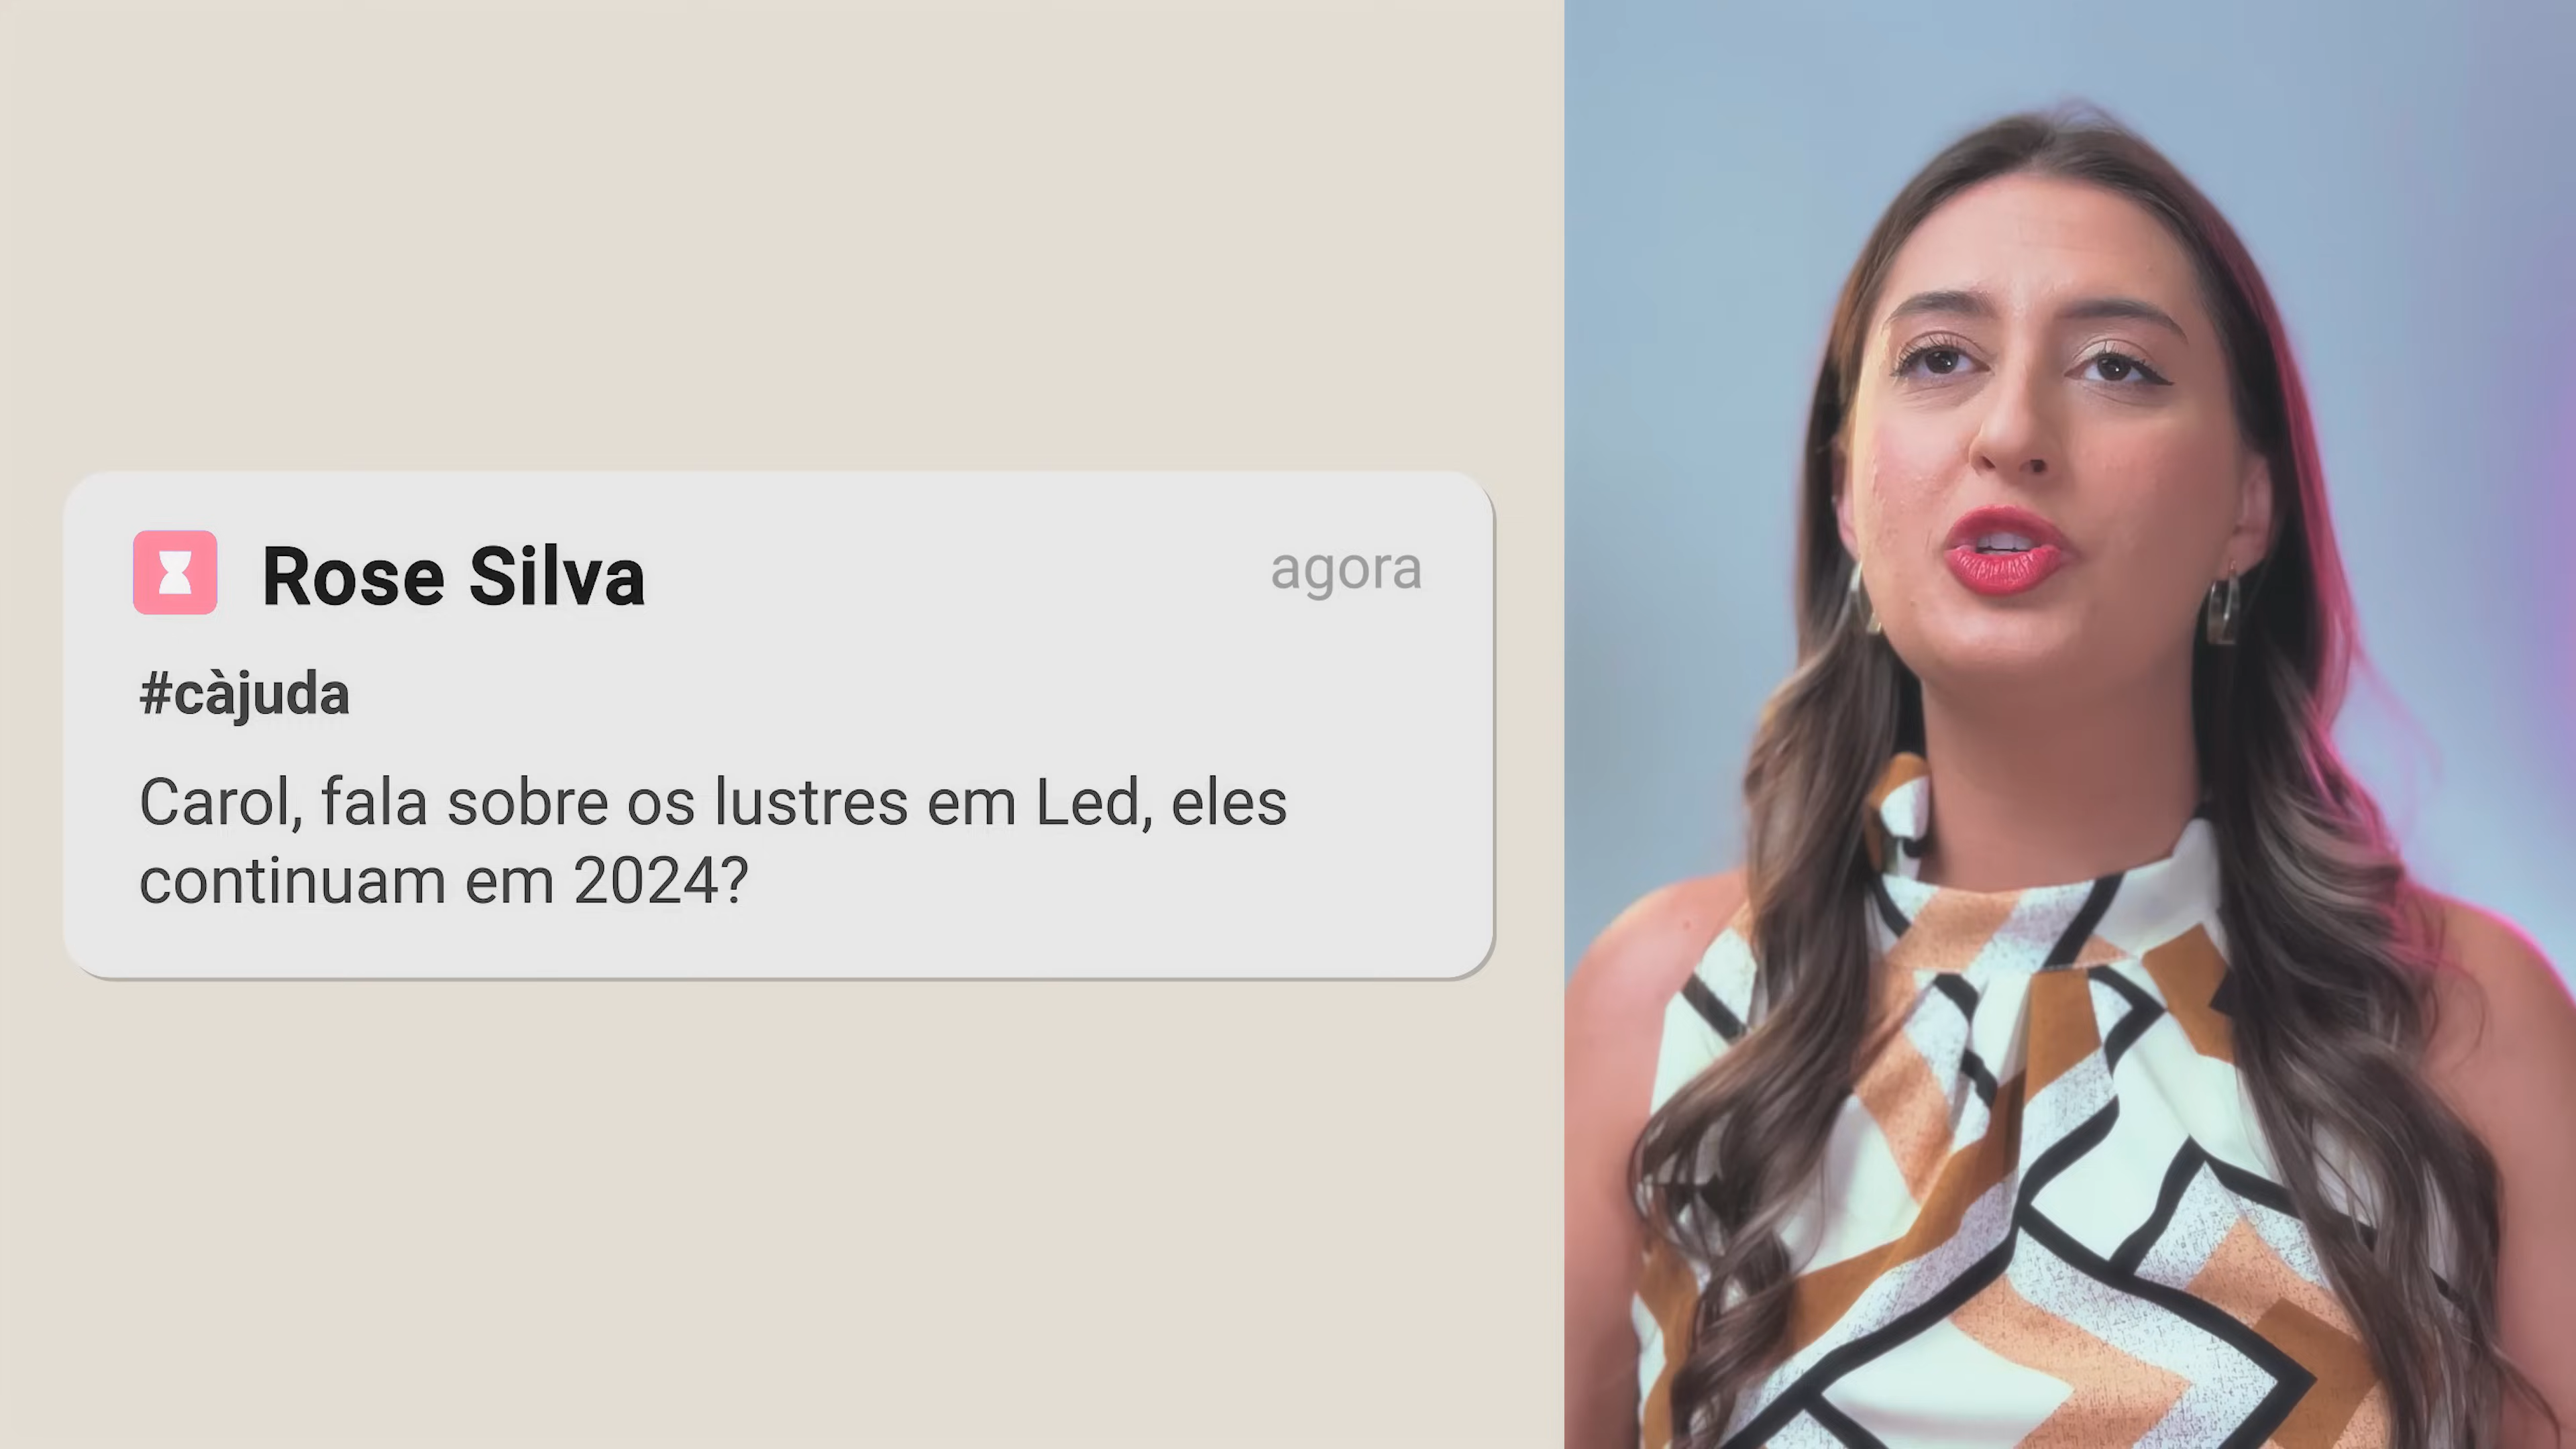 Rose Silva
agora
#càjuda
Carol, fala sobre os lustres em Led, eles
continuam em 2024?